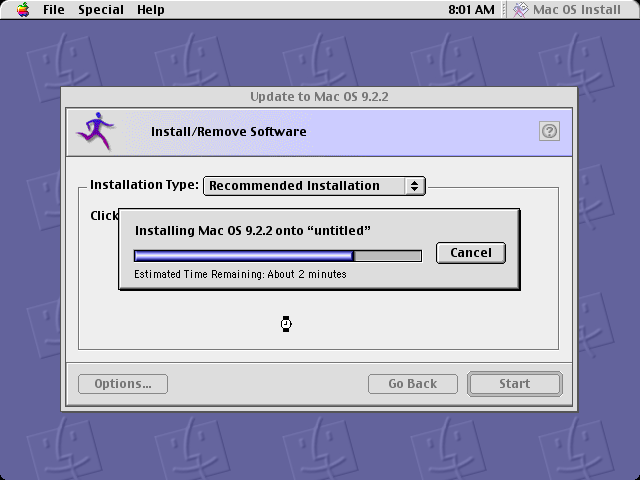 File Special Help 8:01 AM Mac OS Install
Update to Mac OS 9.2.2
Install/Remove Software ?
Installation Type: Recommended Installation
Click
Installing Mac OS 9.2.2 onto “untitled”
Cancel
Estimated Time Remaining: About 2 minutes
Options... Go Back Start